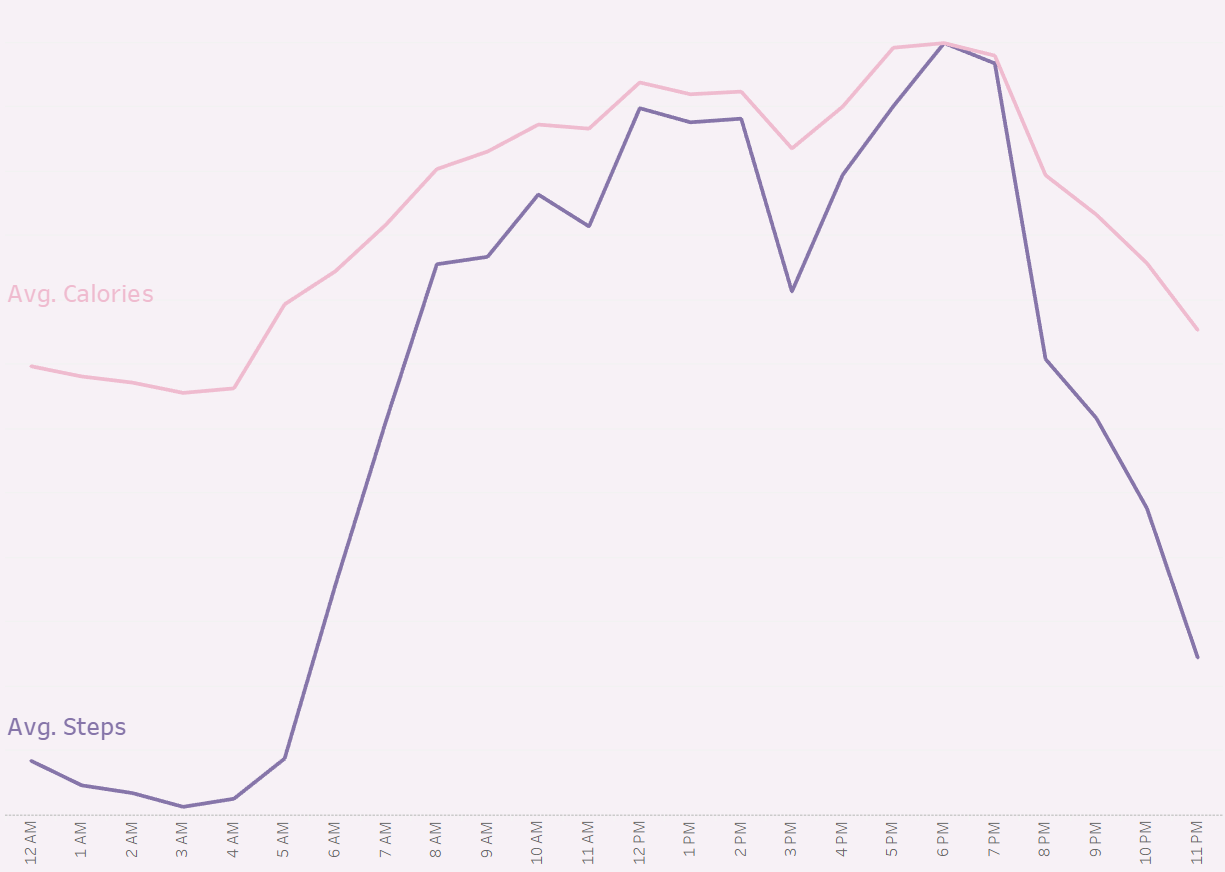 Avg. Calories
Avg. Steps
12 AM
1 AM
2 AM
3 AM
4 AM
5 AM
6 AM
7 AM
8 AM
9 AM
10 AM
11 AM
12 PM
1 PM
2 PM
3 PM
4 PM
5 PM
6 PM
7 PM
8 PM
9 PM
10 PM
11 PM